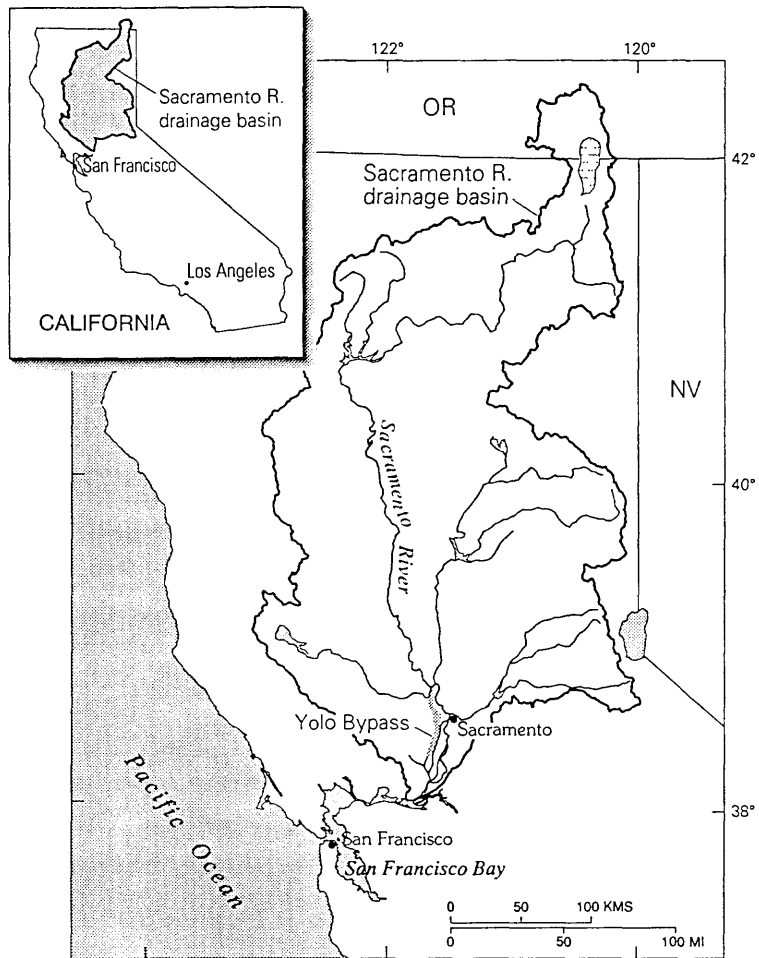 122°
120°
Sacramento R.
drainage basin
San Francisco
Los Angeles
CALIFORNIA
OR
42°
Sacramento R.
drainage basin
NV
Sacramento River
40°
Yolo Bypass
Sacramento
Pacific Ocean
38°
San Francisco
San Francisco Bay
0 50 100 KMS
0 50 100 MI